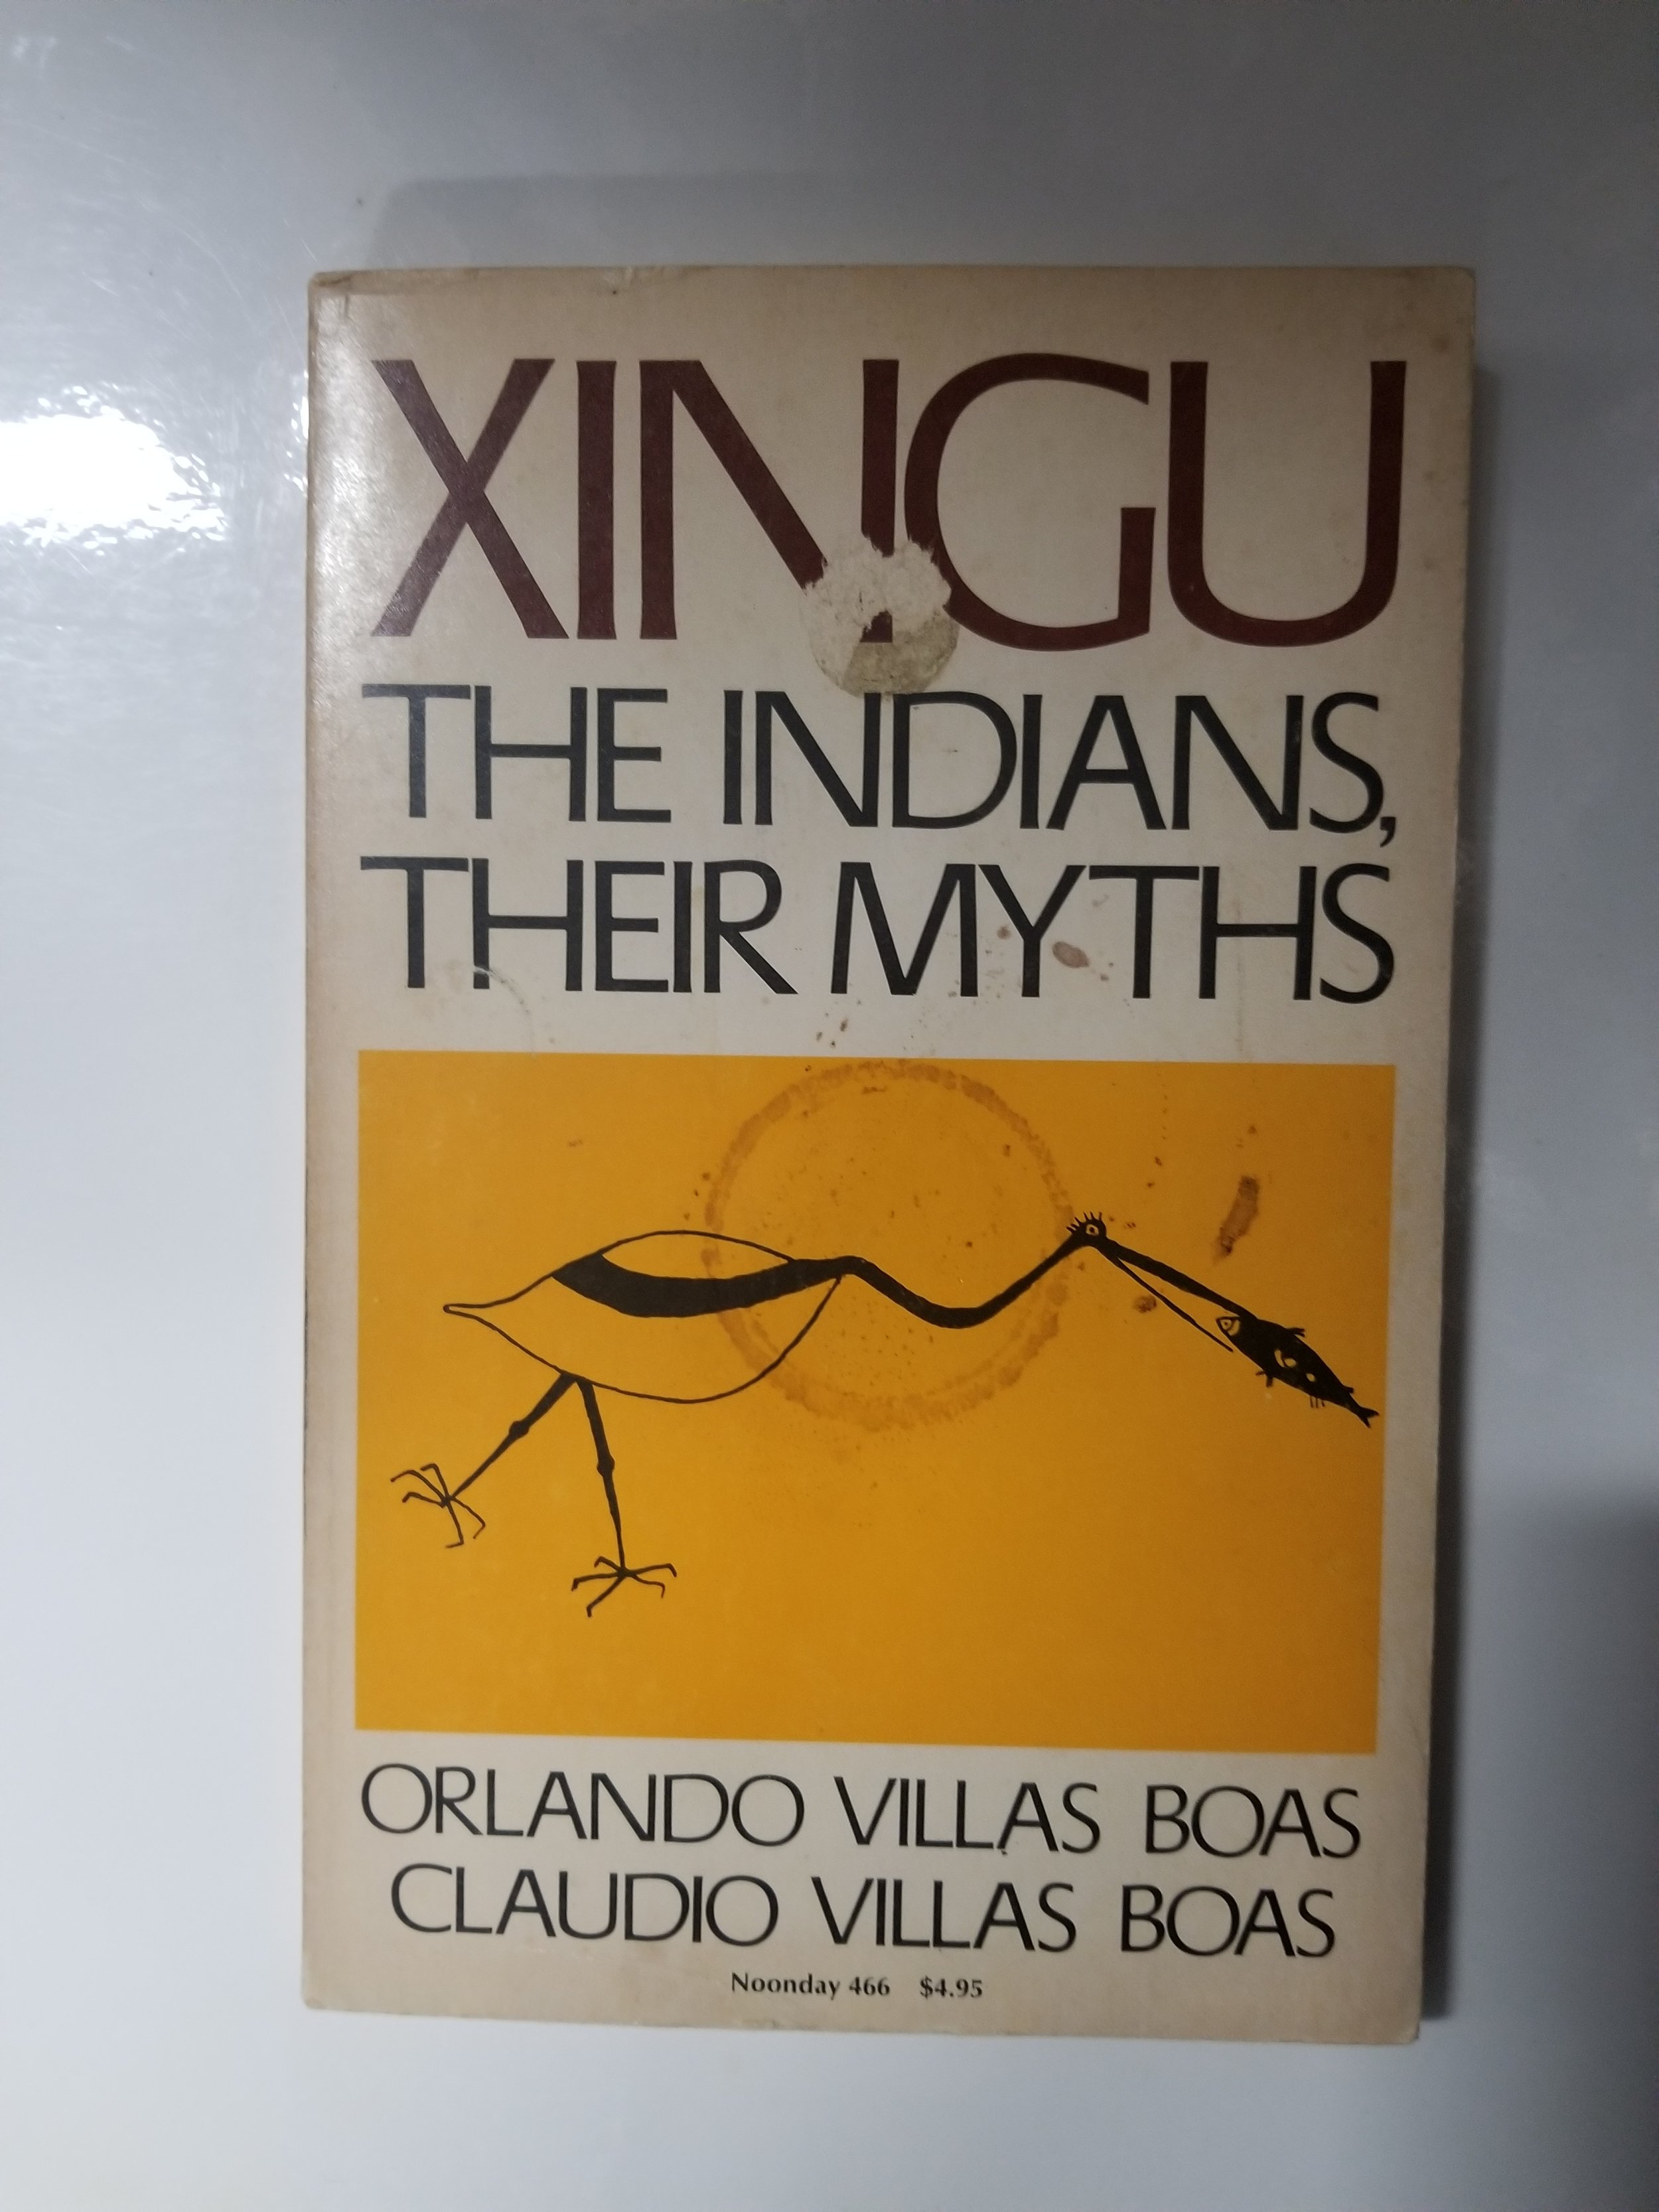 XINGU
THE INDIANS,
THEIR MYTHS
ORLANDO VILLAS BOAS
CLAUDIO VILLAS BOAS
Noonday 466 $4.95